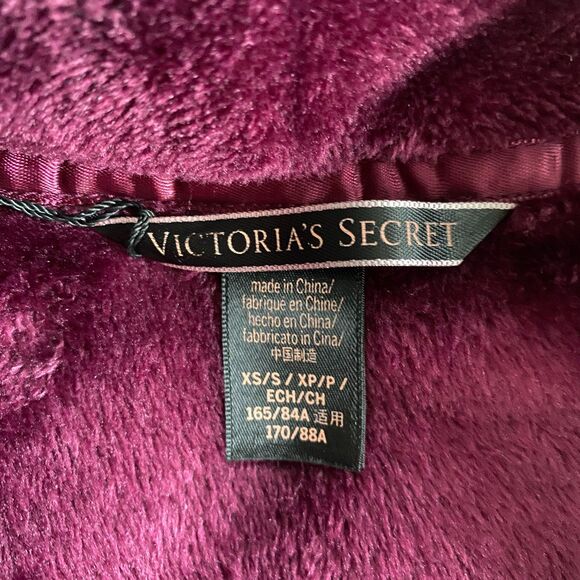 VICTORIA'S SECRET
made in China/
fabriqué en Chine/
hecho en China/
fabbricato in Cina/
中国制造
XS/S / XP/P /
ECH/CH
165/84A 适用
170/88A